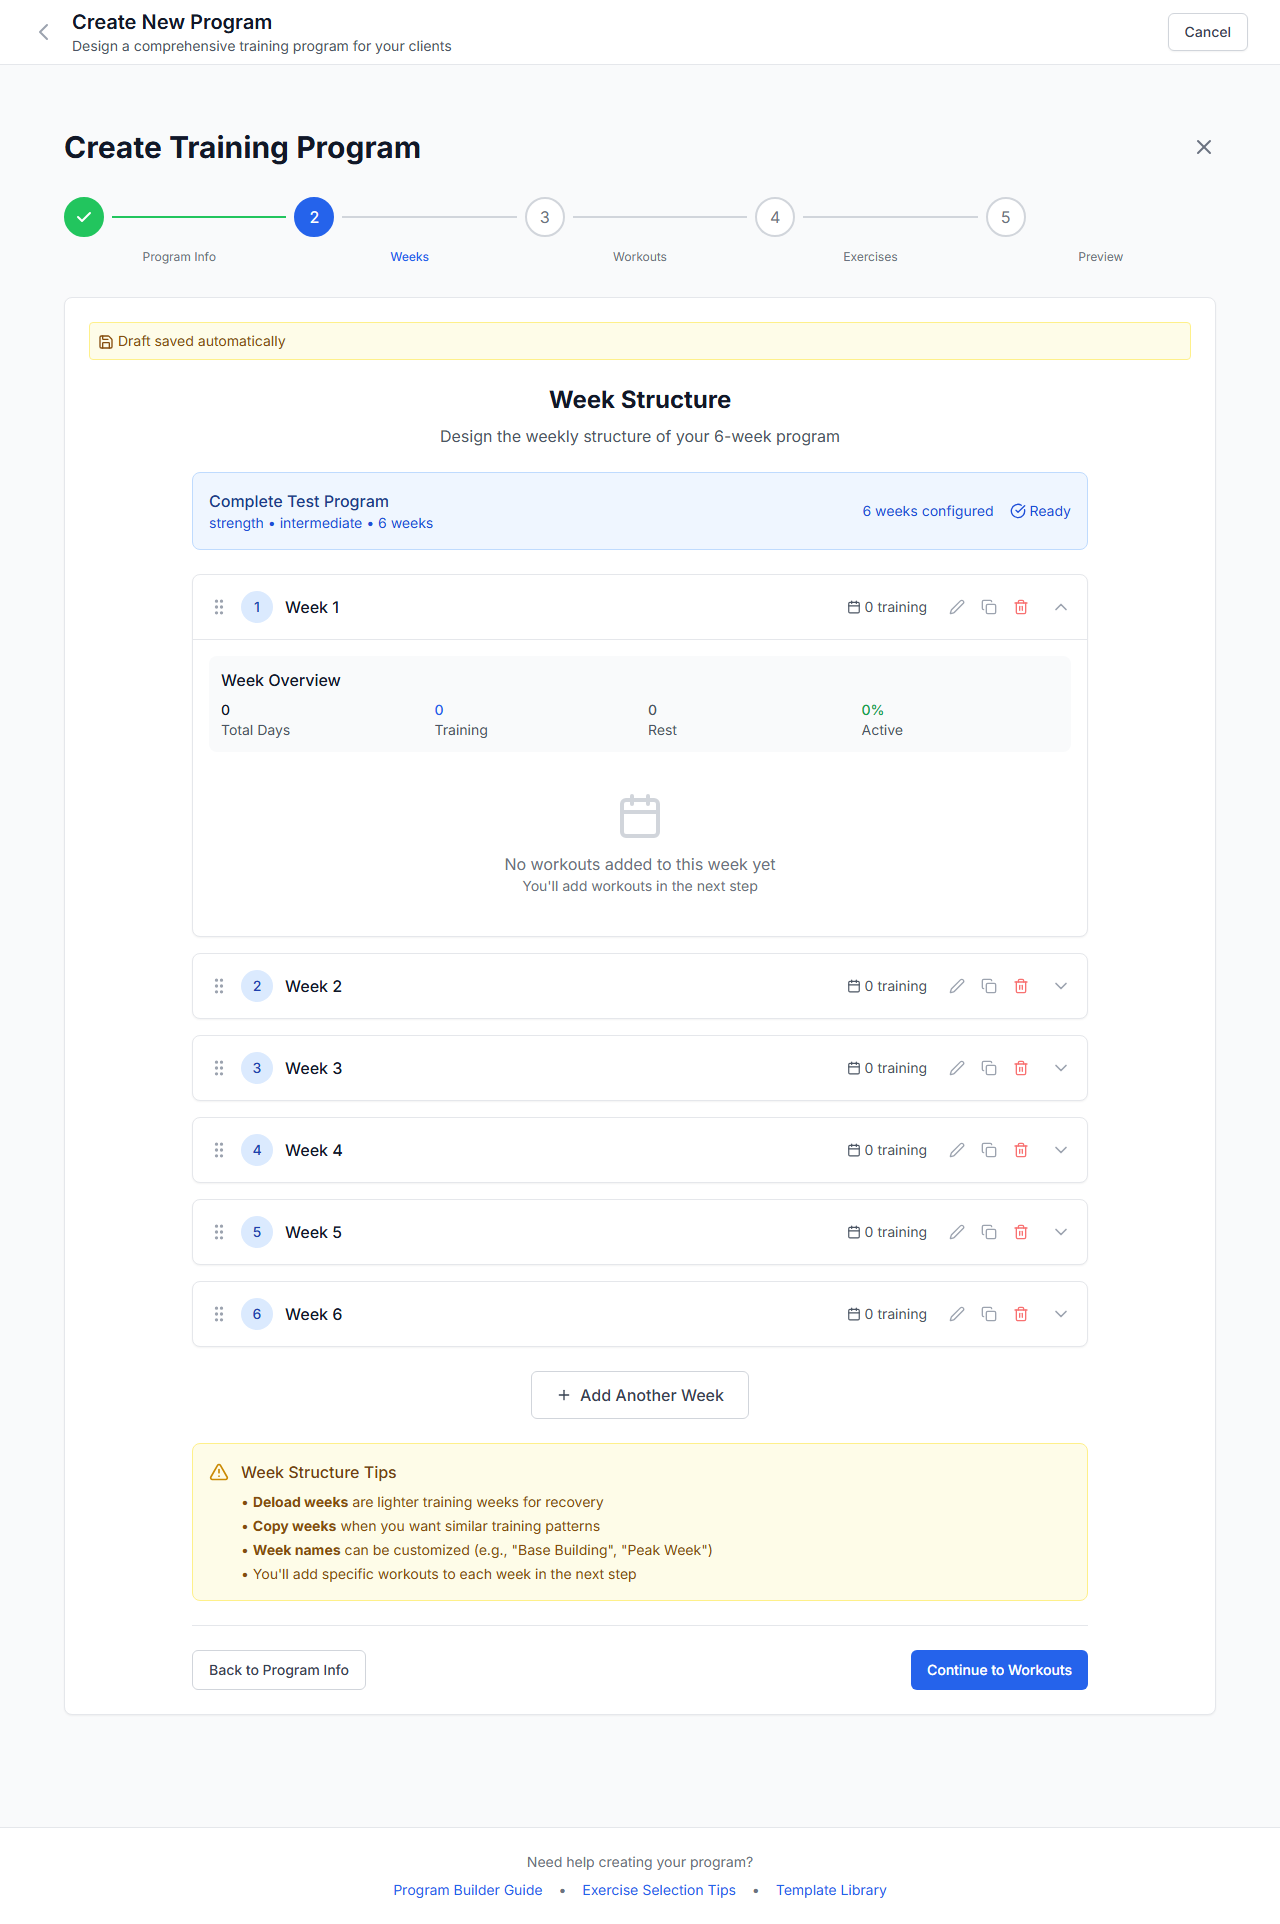 Create New Program
Design a comprehensive training program for your clients
Cancel
Create Training Program
2
3
4
5
Program Info
Weeks
Workouts
Exercises
Preview
Draft saved automatically
Week Structure
Design the weekly structure of your 6-week program
Complete Test Program
strength • intermediate • 6 weeks
6 weeks configured
Ready
1
Week 1
0 training
Week Overview
0
Total Days
0
Training
0
Rest
0%
Active
No workouts added to this week yet
You'll add workouts in the next step
2
Week 2
0 training
3
Week 3
0 training
4
Week 4
0 training
5
Week 5
0 training
6
Week 6
0 training
+ Add Another Week
Week Structure Tips
• Deload weeks are lighter training weeks for recovery
• Copy weeks when you want similar training patterns
• Week names can be customized (e.g., "Base Building", "Peak Week")
• You'll add specific workouts to each week in the next step
Back to Program Info
Continue to Workouts
Need help creating your program?
Program Builder Guide • Exercise Selection Tips • Template Library